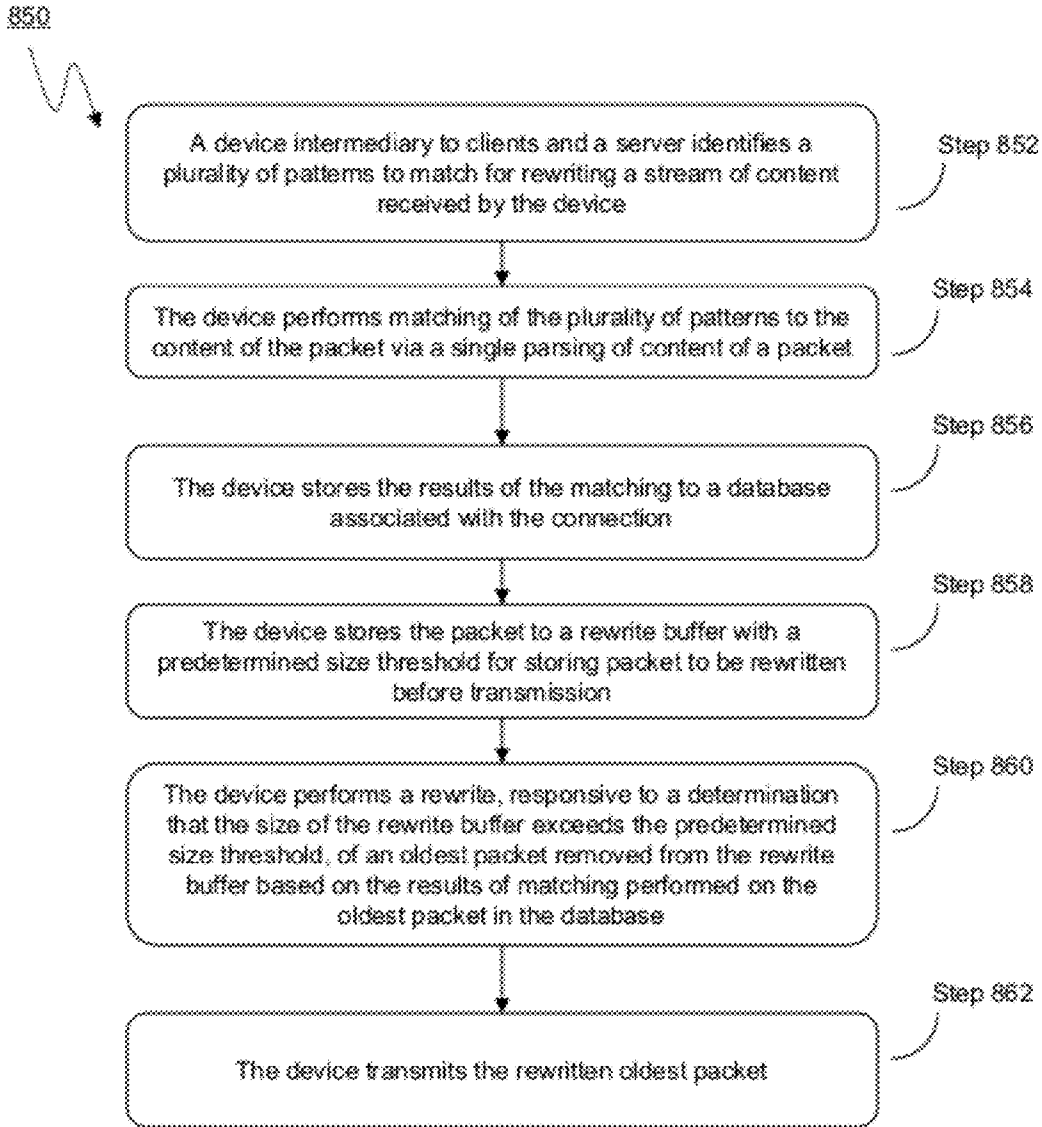 850
A device intermediary to clients and a server identifies a
plurality of patterns to match for rewriting a stream of content
received by the device
Step 852
The device performs matching of the plurality of patterns to the
content of the packet via a single parsing of content of a packet
Step 854
The device stores the results of the matching to a database
associated with the connection
Step 856
The device stores the packet to a rewrite buffer with a
predetermined size threshold for storing packet to be rewritten
before transmission
Step 858
The device performs a rewrite, responsive to a determination
that the size of the rewrite buffer exceeds the predetermined
size threshold, of an oldest packet removed from the rewrite
buffer based on the results of matching performed on the
oldest packet in the database
Step 860
The device transmits the rewritten oldest packet
Step 862